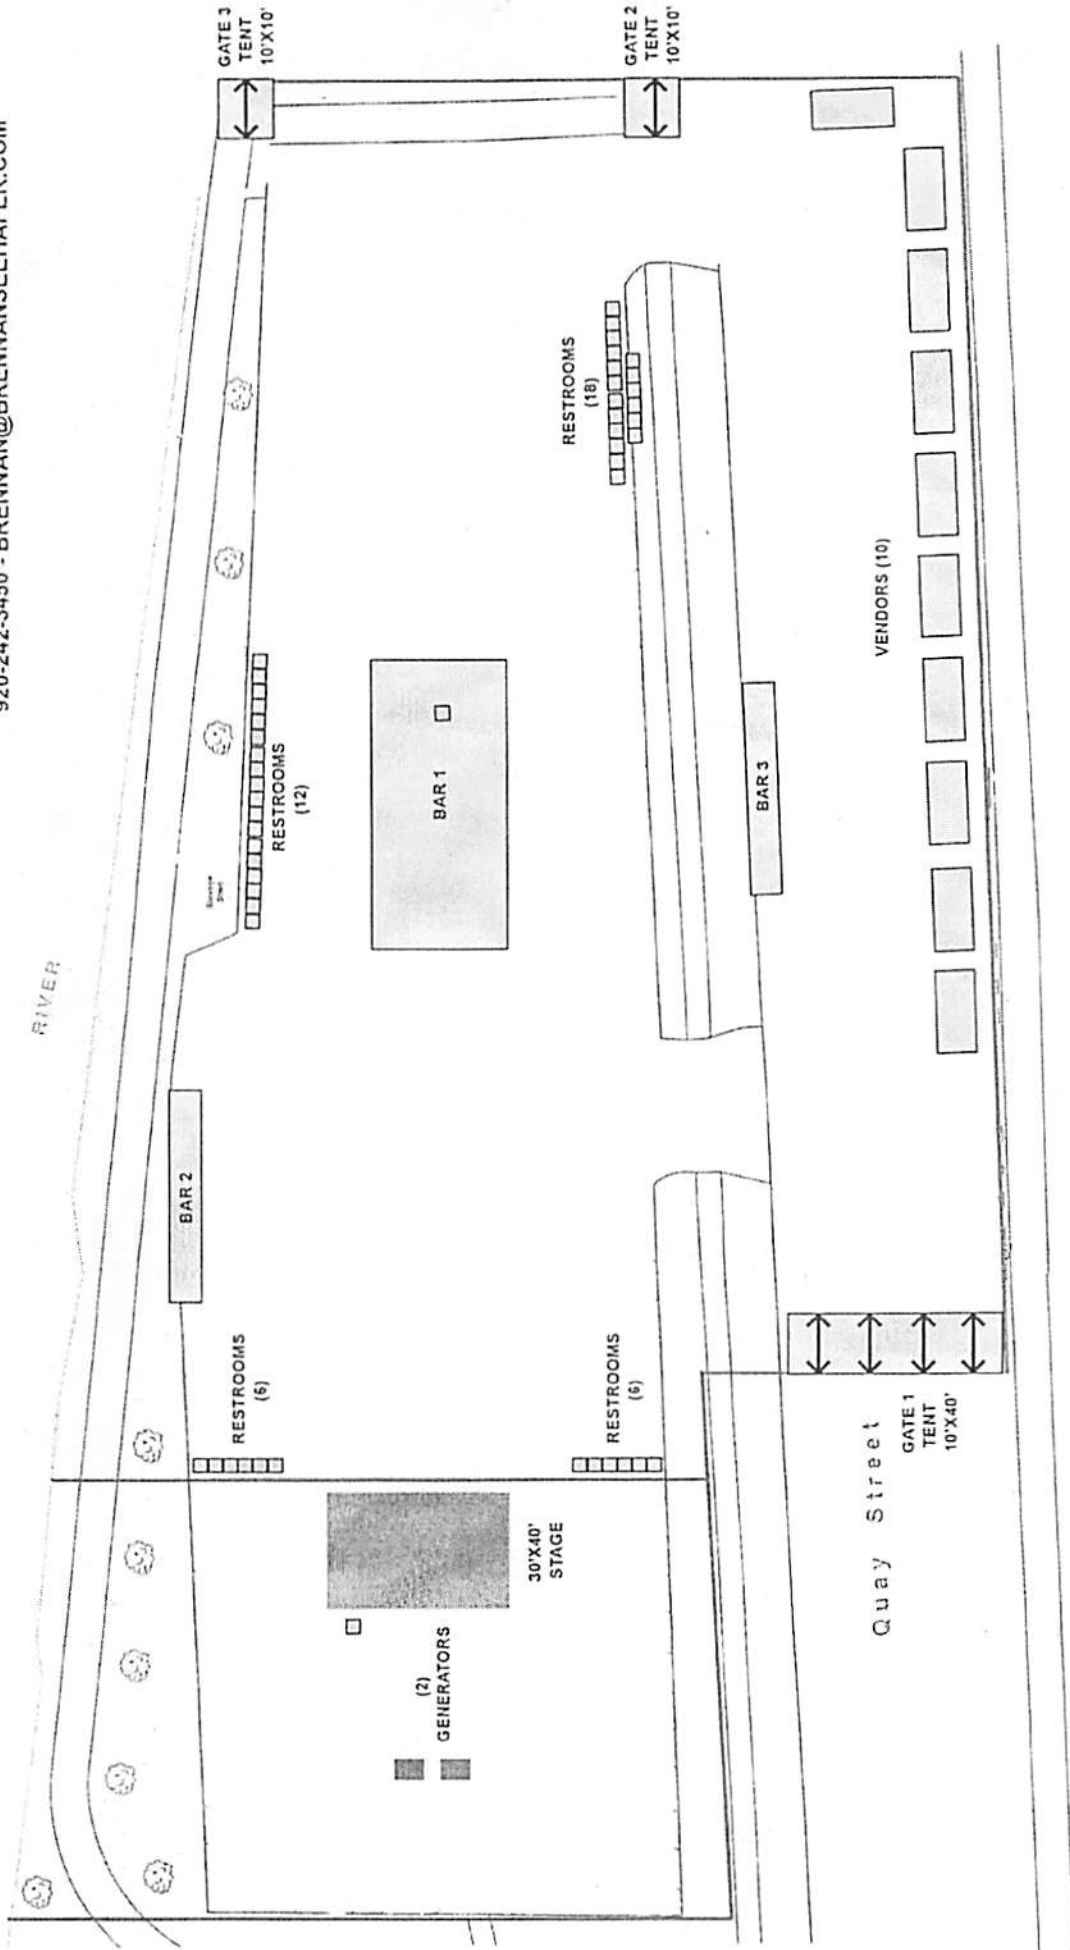 920-242-3450 - BRENNAN@BRENNANSEEHAFER.COM
GATE 3
TENT
10'X10'
GATE 2
TENT
10'X10'
RIVER
RESTROOMS
(18)
RESTROOMS
(12)
BAR 1
VENDORS (10)
BAR 3
BAR 2
RESTROOMS
(6)
RESTROOMS
(6)
30'X40'
STAGE
(2)
GENERATORS
GATE 1
TENT
10'X40'
Quay Street